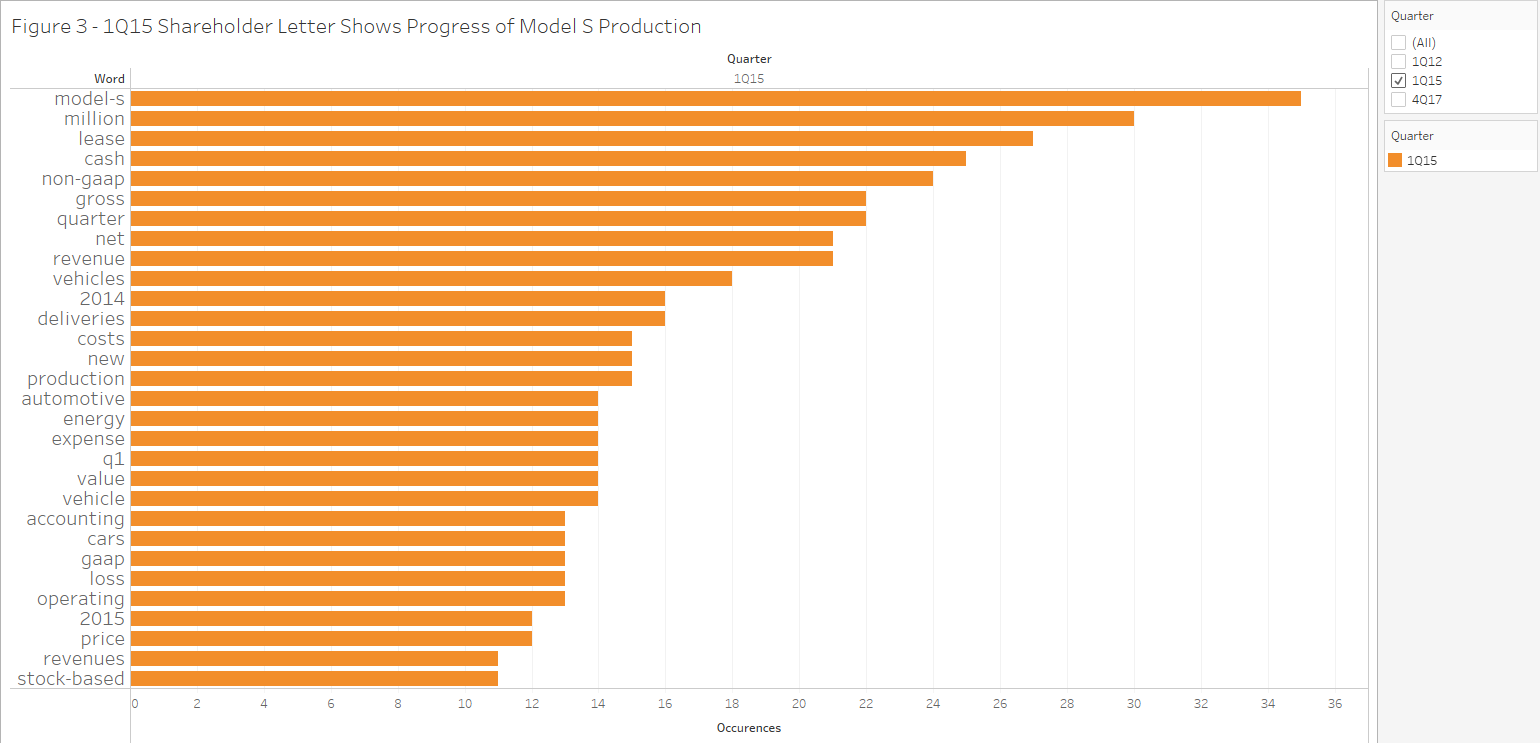 Figure 3 - 1Q15 Shareholder Letter Shows Progress of Model S Production
Quarter
Word
1Q15
model-s
million
lease
cash
non-gaap
gross
quarter
net
revenue
vehicles
2014
deliveries
costs
new
production
automotive
energy
expense
q1
value
vehicle
accounting
cars
gaap
loss
operating
2015
price
revenues
stock-based
0 2 4 6 8 10 12 14 16 18 20 22 24 26 28 30 32 34 36
Occurences
Quarter
(All)
1Q12
1Q15
4Q17
Quarter
1Q15